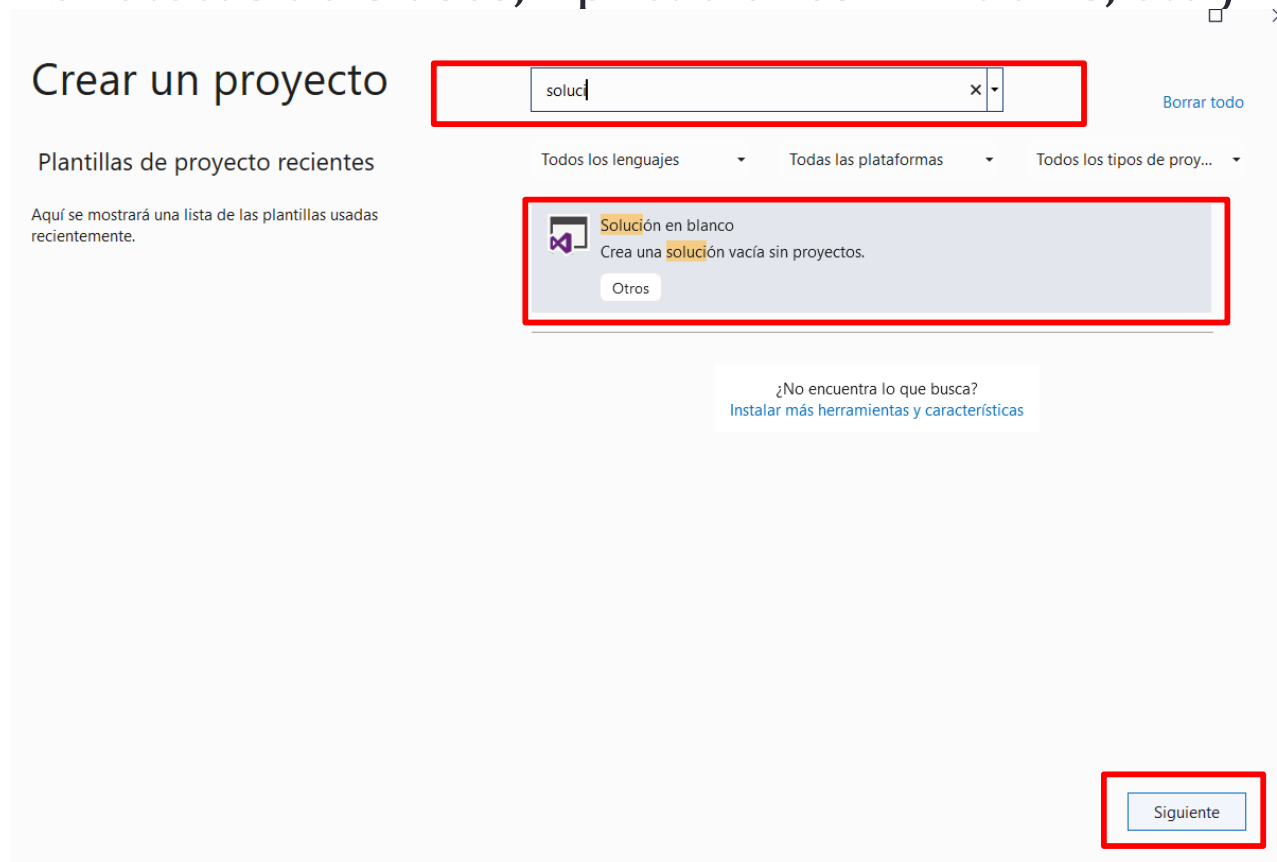 Crear un proyecto
soluci
Borrar todo
Plantillas de proyecto recientes
Todos los lenguajes
Todas las plataformas
Todos los tipos de proy...
Aquí se mostrará una lista de las plantillas usadas
recientemente.
Solución en blanco
Crea una solución vacía sin proyectos.
Otros
¿No encuentra lo que busca?
Instalar más herramientas y características
Siguiente